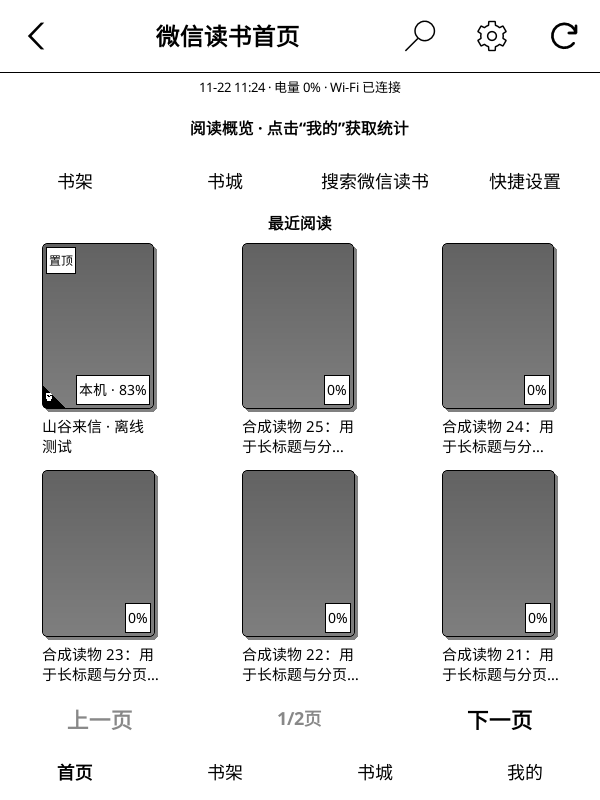 微信读书首页
11-22 11:24 · 电量 0% · Wi-Fi 已连接
阅读概览 · 点击“我的”获取统计
书架 书城 搜索微信读书 快捷设置
最近阅读
置顶
本机 · 83%
0%
0%
山谷来信 · 离线
测试
合成读物 25：用
于长标题与分...
合成读物 24：用
于长标题与分...
0%
0%
0%
合成读物 23：用
于长标题与分页...
合成读物 22：用
于长标题与分页...
合成读物 21：用
于长标题与分页...
上一页 1/2页 下一页
首页 书架 书城 我的